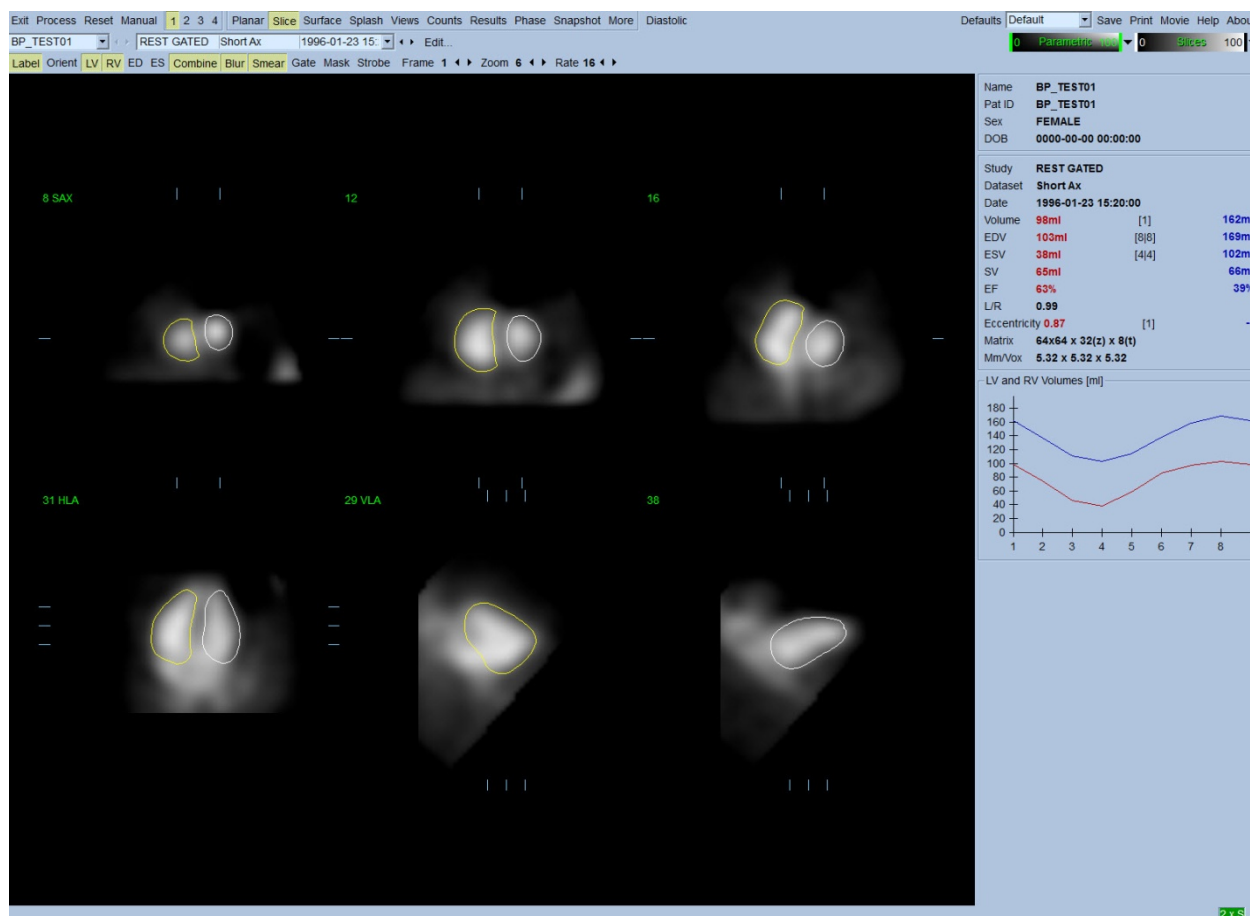 Exit Process Reset Manual 1 2 3 4 Planar Slice Surface Splash Views Counts Results Phase Snapshot More Diastolic Defaults Default Save Print Movie Help Abou
BP_TEST01 REST GATED Short Ax 1996-01-23 15: Edit... 0 Parametric 100 0 Slices 100
Label Orient LV RV ED ES Combine Blur Smear Gate Mask Strobe Frame 1 Zoom 6 Rate 16
Name BP_TEST01
Pat ID BP_TEST01
Sex FEMALE
DOB 0000-00-00 00:00:00
Study REST GATED
Dataset Short Ax
Date 1996-01-23 15:20:00
Volume 98ml [1] 162m
EDV 103ml [8|8] 169m
ESV 38ml [4|4] 102m
SV 65ml 66m
EF 63% 39%
L/R 0.99
Eccentricity 0.87 [1] -
Matrix 64x64 x 32(z) x 8(t)
Mm/Vox 5.32 x 5.32 x 5.32
8 SAX 12 16
31 HLA 29 VLA 38
LV and RV Volumes [ml]
180
160
140
120
100
80
60
40
20
0
1 2 3 4 5 6 7 8
2 x S